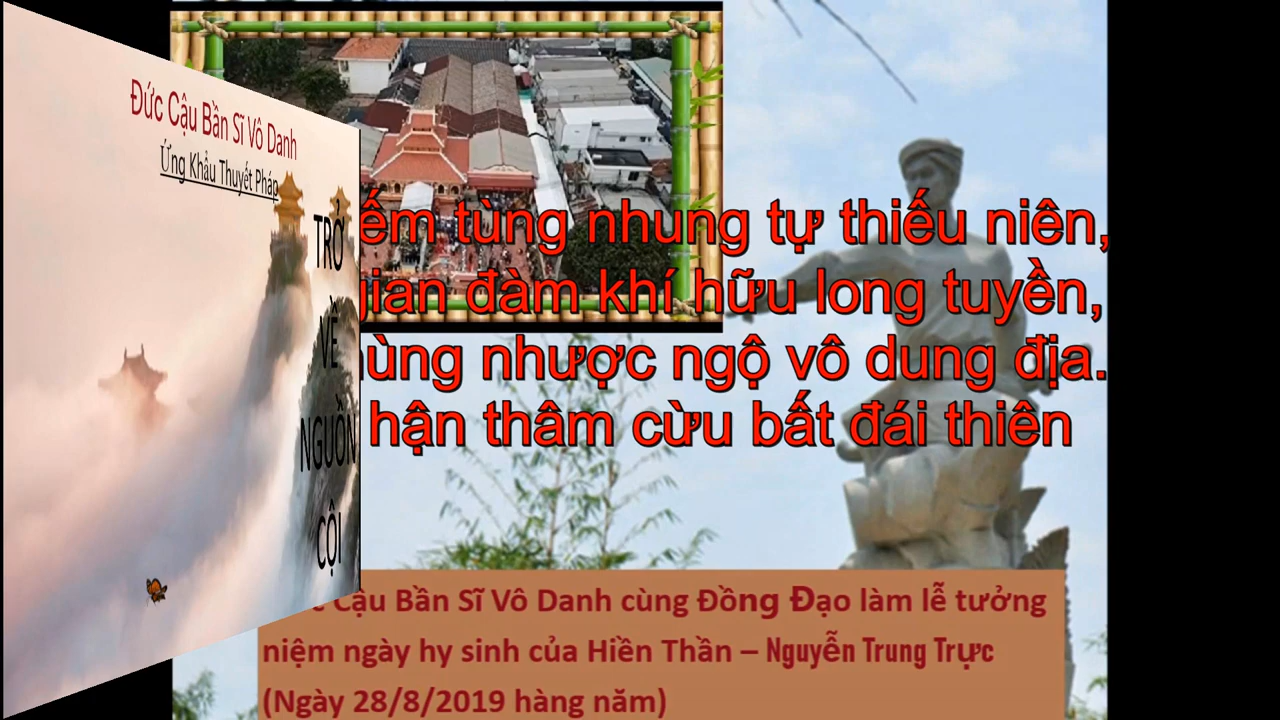 Đức Cậu Bần Sĩ Vô Danh
Ứng Khẩu Thuyết Pháp
TRỞ
VỀ
NGUỒN
CỘI
tùng nhung tự thiếu niên,
đàm khí hữu long tuyền,
nhược ngộ vô dung địa.
hận thâm cừu bất đái thiên
Cậu Bần Sĩ Vô Danh cùng Đồng Đạo làm lễ tưởng
niệm ngày hy sinh của Hiền Thần – Nguyễn Trung Trực
(Ngày 28/8/2019 hàng năm)